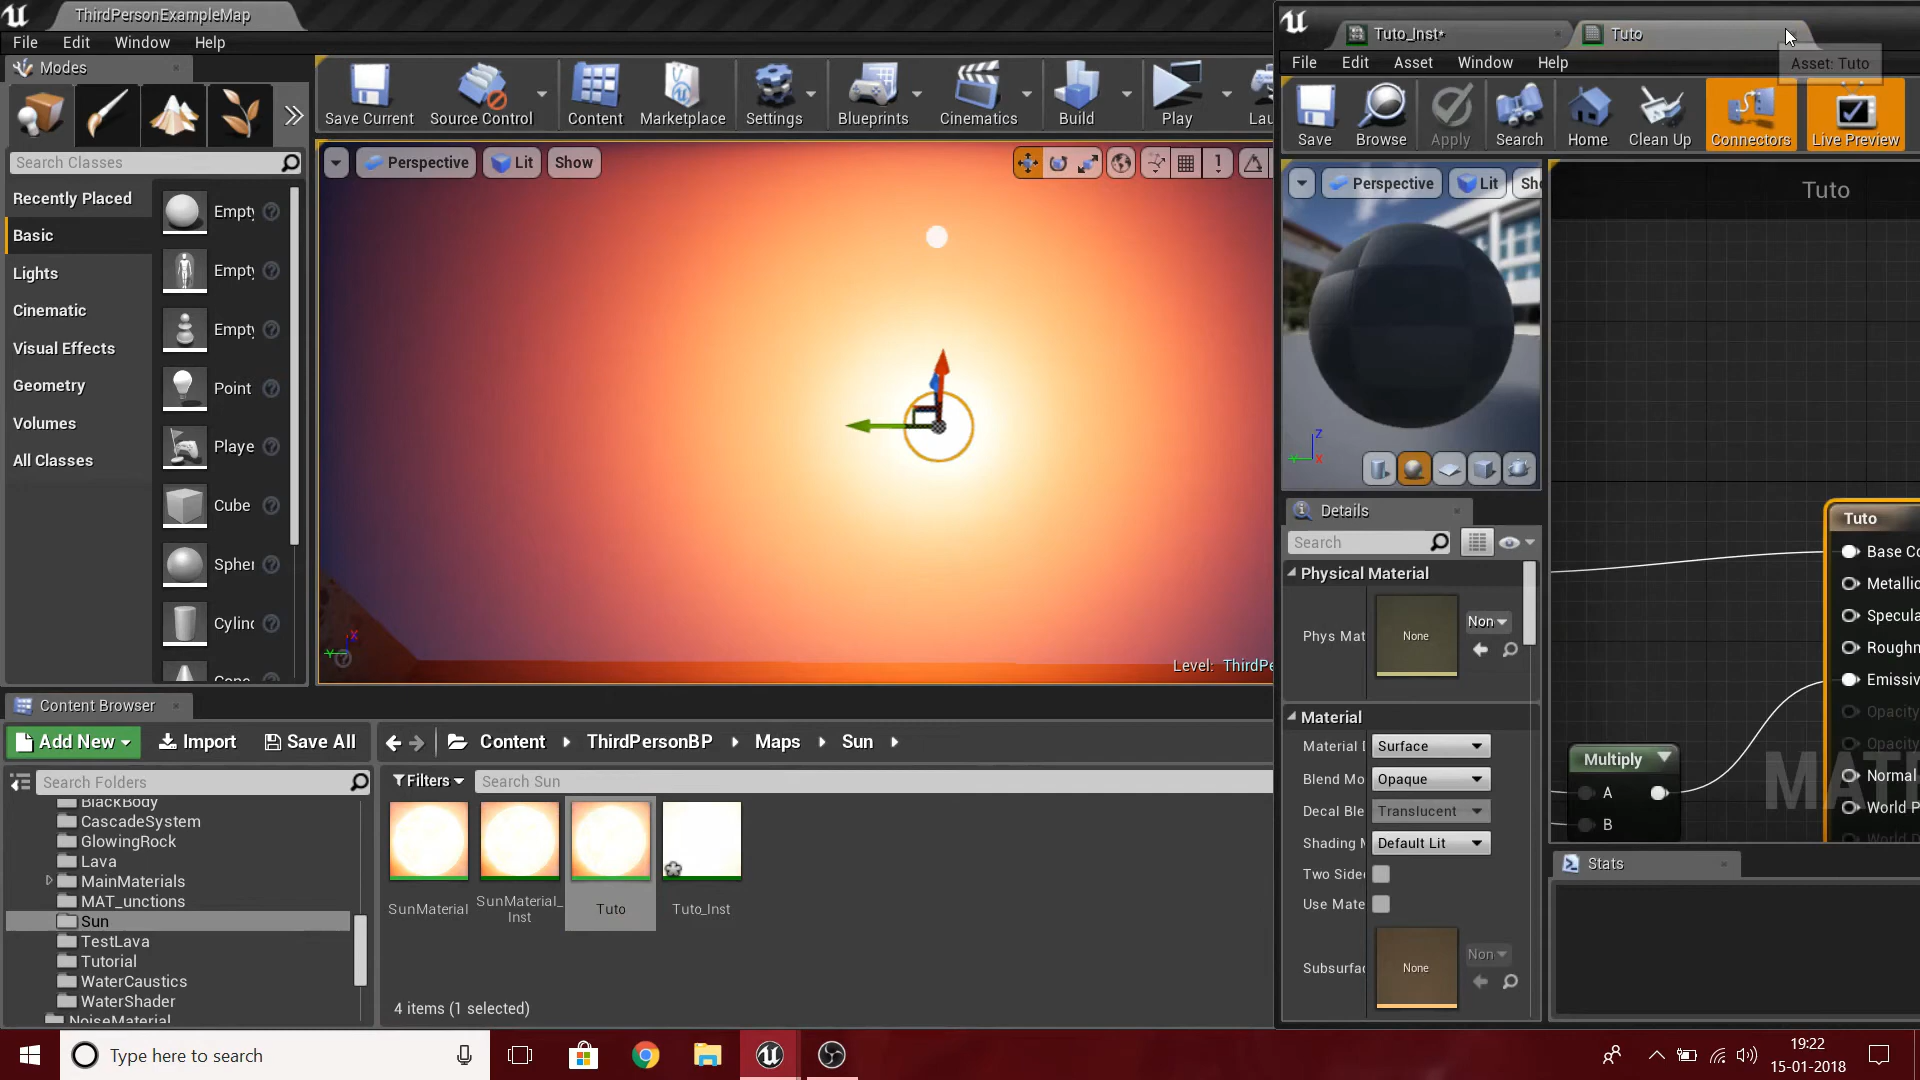 ThirdPersonExampleMap
File Edit Window Help
Modes
Save Current Source Control Content Marketplace Settings Blueprints Cinematics Build Play Lau
Search Classes
Recently Placed
Basic
Lights
Cinematic
Visual Effects
Geometry
Volumes
All Classes
Empty
Empty
Empty
Point
Playe
Cube
Spher
Cylind
Cone
Perspective Lit Show
1
X
Y
Level: ThirdPe
Tuto_Inst* Tuto
Asset: Tuto
File Edit Asset Window Help
Save Browse Apply Search Home Clean Up Connectors Live Preview
Perspective Lit Sho
Z
Y X
Details
Search
Physical Material
Phys Mat None Non
Material
Material D Surface
Blend Mo Opaque
Decal Ble Translucent
Shading M Default Lit
Two Sided
Use Mate
Subsurfac None Non
Tuto
Tuto
Base Co
Metallic
Specula
Roughn
Emissiv
Opacity
Opacity
Normal
World P
World D
Multiply
A
B
MATE
Stats
Content Browser
Add New Import Save All Content ThirdPersonBP Maps Sun
Search Folders
BlackBody
CascadeSystem
GlowingRock
Lava
MainMaterials
MAT_unctions
Sun
TestLava
Tutorial
WaterCaustics
WaterShader
NoiseMaterial
Filters Search Sun
SunMaterial
SunMaterial_
Inst
Tuto
Tuto_Inst
4 items (1 selected)
Type here to search
19:22
15-01-2018